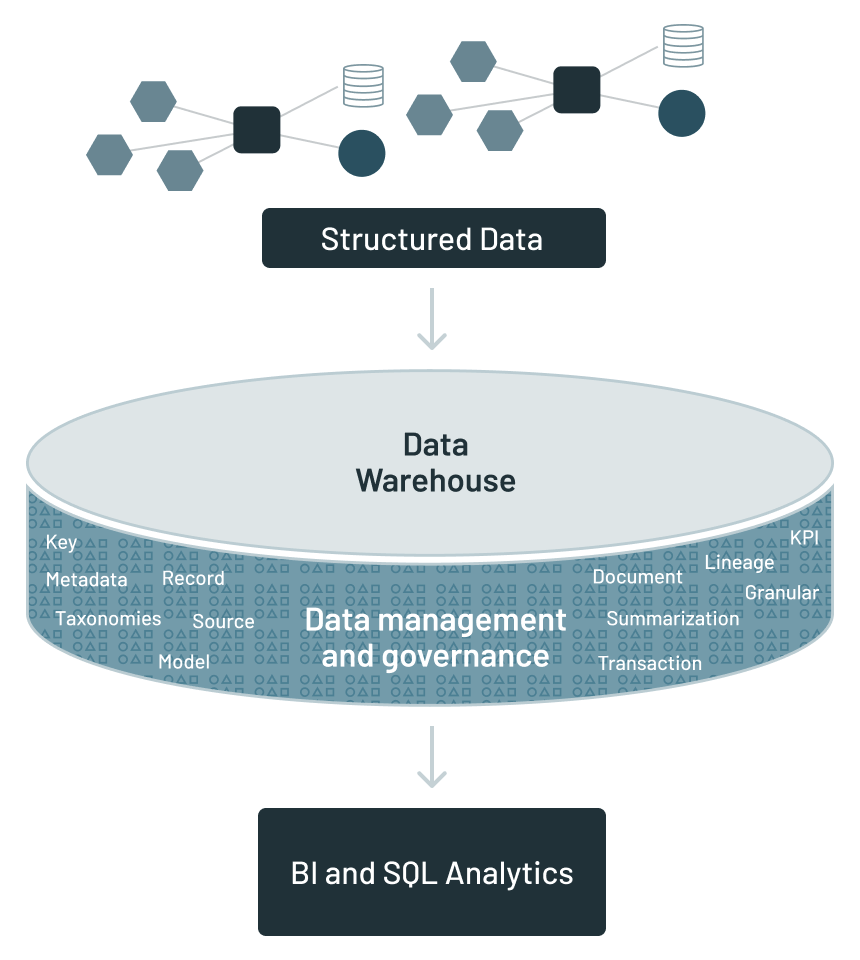 Structured Data
Data
Warehouse
Key
KPI
Metadata
Record
Document
Lineage
Granular
Taxonomies
Source
Data management
and governance
Summarization
Model
Transaction
BI and SQL Analytics